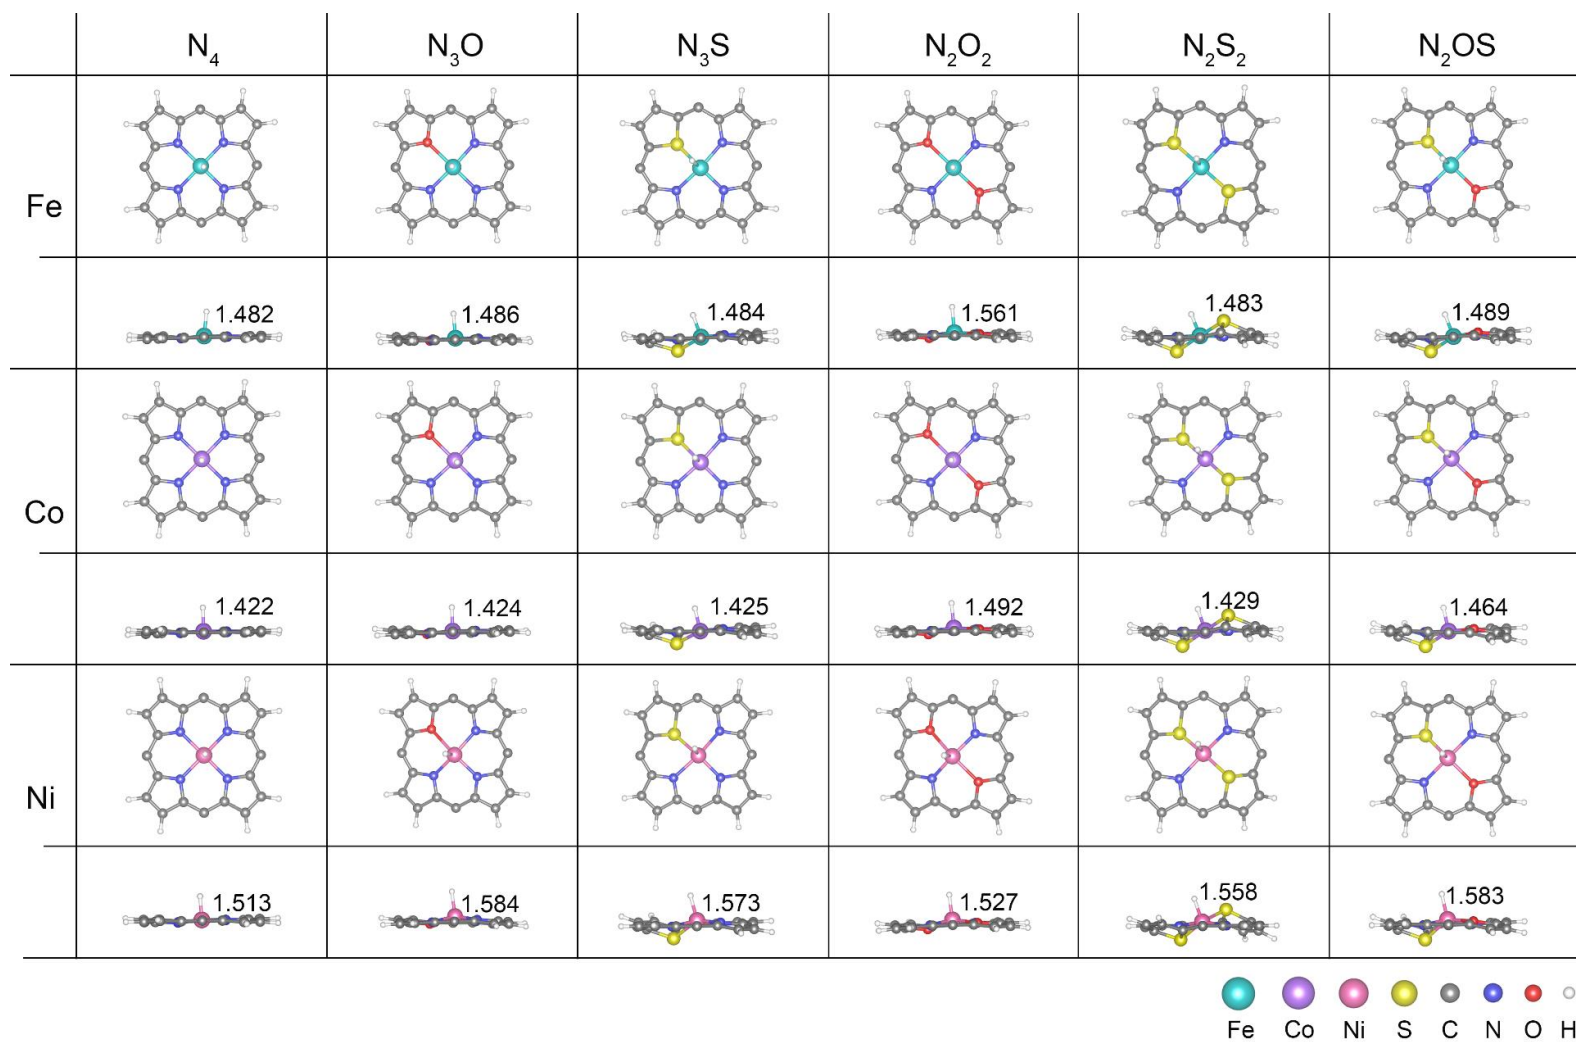 N₄ N₃O N₃S N₂O₂ N₂S₂ N₂OS
Fe
1.482 1.486 1.484 1.561 1.483 1.489
Co
1.422 1.424 1.425 1.492 1.429 1.464
Ni
1.513 1.584 1.573 1.527 1.558 1.583
Fe Co Ni S C N O H